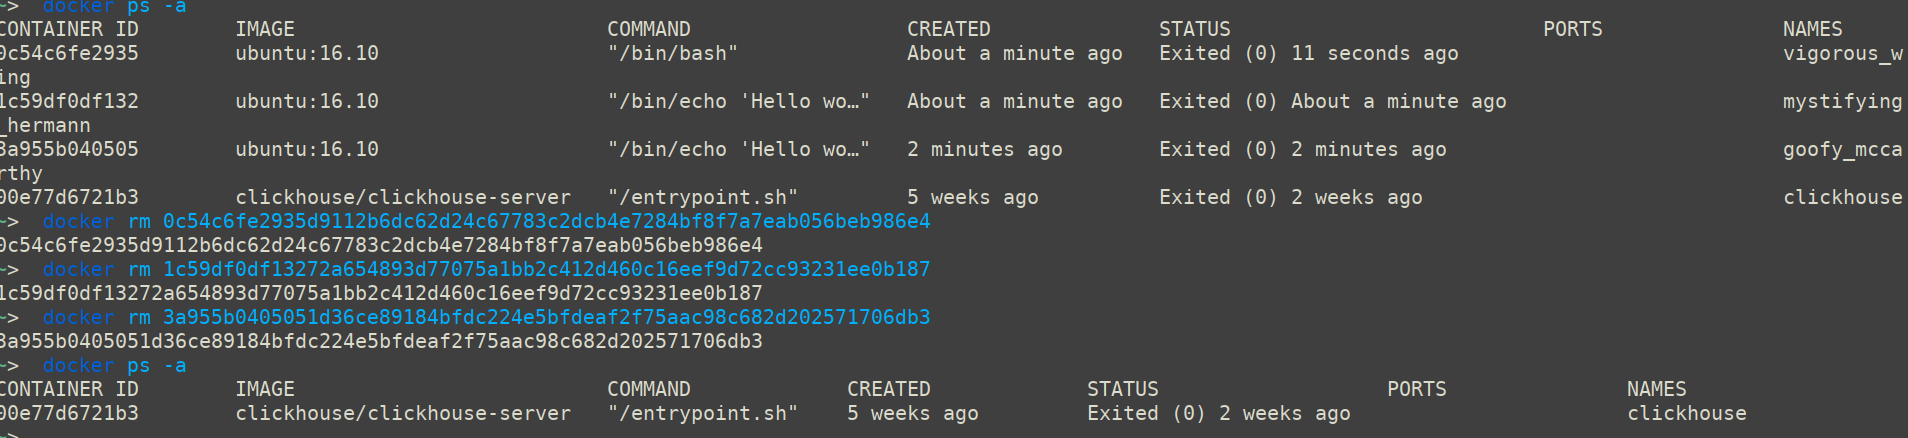 ~> docker ps -a
CONTAINER ID        IMAGE                          COMMAND                  CREATED              STATUS                          PORTS               NAMES
0c54c6fe2935        ubuntu:16.10                   "/bin/bash"              About a minute ago   Exited (0) 11 seconds ago                           vigorous_w
ing
1c59df0df132        ubuntu:16.10                   "/bin/echo 'Hello wo…"   About a minute ago   Exited (0) About a minute ago                       mystifying
_hermann
3a955b040505        ubuntu:16.10                   "/bin/echo 'Hello wo…"   2 minutes ago        Exited (0) 2 minutes ago                            goofy_mcca
rthy
00e77d6721b3        clickhouse/clickhouse-server   "/entrypoint.sh"         5 weeks ago          Exited (0) 2 weeks ago                              clickhouse
~> docker rm 0c54c6fe2935d9112b6dc62d24c67783c2dcb4e7284bf8f7a7eab056beb986e4
0c54c6fe2935d9112b6dc62d24c67783c2dcb4e7284bf8f7a7eab056beb986e4
~> docker rm 1c59df0df13272a654893d77075a1bb2c412d460c16eef9d72cc93231ee0b187
1c59df0df13272a654893d77075a1bb2c412d460c16eef9d72cc93231ee0b187
~> docker rm 3a955b0405051d36ce89184bfdc224e5bfdeaf2f75aac98c682d202571706db3
3a955b0405051d36ce89184bfdc224e5bfdeaf2f75aac98c682d202571706db3
~> docker ps -a
CONTAINER ID        IMAGE                          COMMAND             CREATED             STATUS                   PORTS               NAMES
00e77d6721b3        clickhouse/clickhouse-server   "/entrypoint.sh"    5 weeks ago         Exited (0) 2 weeks ago                       clickhouse
~>